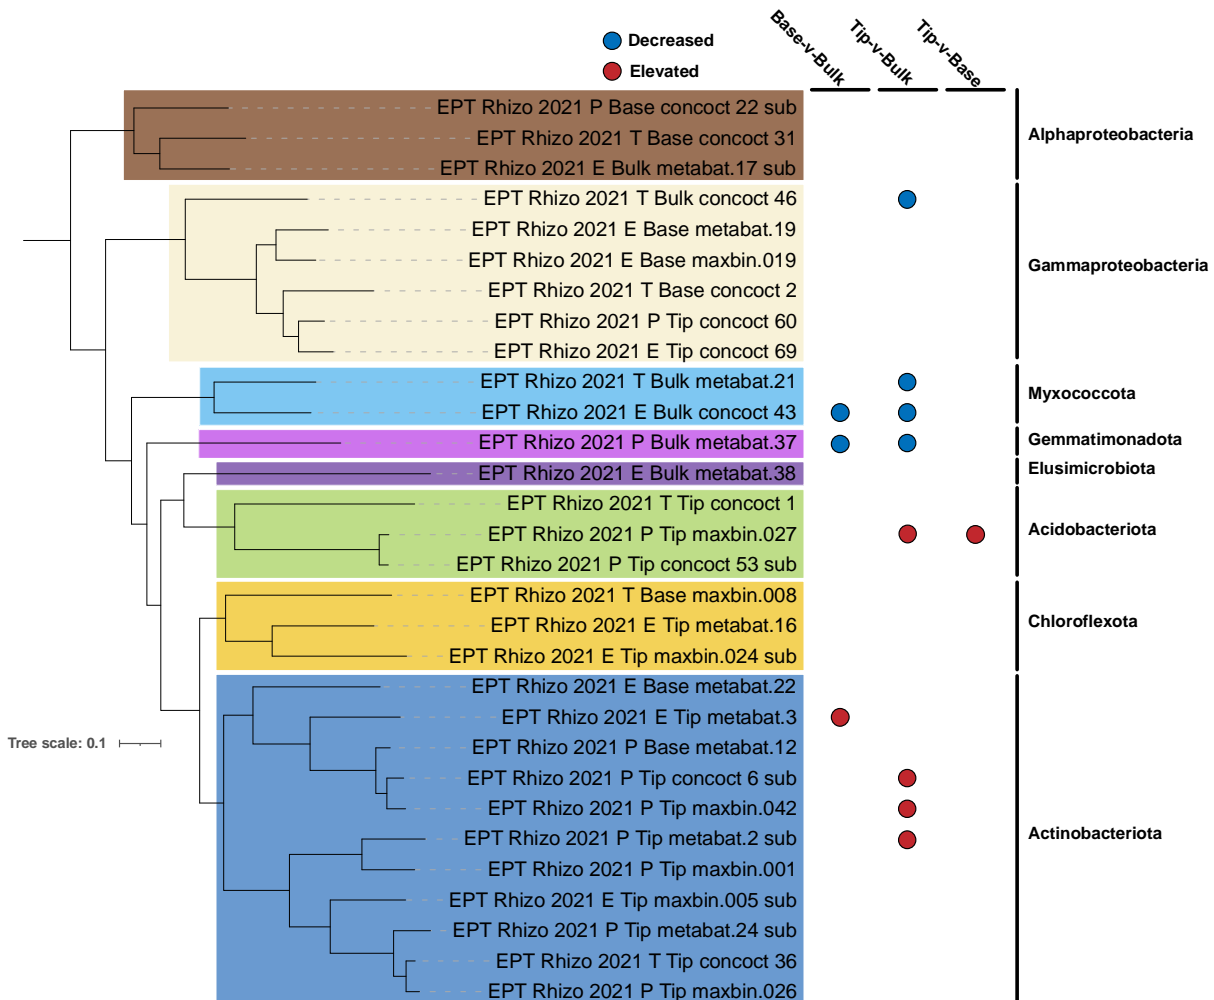 Decreased
Elevated
Base-v-Bulk
Tip-v-Bulk
Tip-v-Base
EPT Rhizo 2021 P Base concoct 22 sub
EPT Rhizo 2021 T Base concoct 31
EPT Rhizo 2021 E Bulk metabat.17 sub
Alphaproteobacteria
EPT Rhizo 2021 T Bulk concoct 46
EPT Rhizo 2021 E Base metabat.19
EPT Rhizo 2021 E Base maxbin.019
EPT Rhizo 2021 T Base concoct 2
EPT Rhizo 2021 P Tip concoct 60
EPT Rhizo 2021 E Tip concoct 69
Gammaproteobacteria
EPT Rhizo 2021 T Bulk metabat.21
EPT Rhizo 2021 E Bulk concoct 43
Myxococcota
EPT Rhizo 2021 P Bulk metabat.37
Gemmatimonadota
EPT Rhizo 2021 E Bulk metabat.38
Elusimicrobiota
EPT Rhizo 2021 T Tip concoct 1
EPT Rhizo 2021 P Tip maxbin.027
EPT Rhizo 2021 P Tip concoct 53 sub
Acidobacteriota
EPT Rhizo 2021 T Base maxbin.008
EPT Rhizo 2021 E Tip metabat.16
EPT Rhizo 2021 E Tip maxbin.024 sub
Chloroflexota
EPT Rhizo 2021 E Base metabat.22
EPT Rhizo 2021 E Tip metabat.3
EPT Rhizo 2021 P Base metabat.12
EPT Rhizo 2021 P Tip concoct 6 sub
EPT Rhizo 2021 P Tip maxbin.042
EPT Rhizo 2021 P Tip metabat.2 sub
EPT Rhizo 2021 P Tip maxbin.001
EPT Rhizo 2021 E Tip maxbin.005 sub
EPT Rhizo 2021 P Tip metabat.24 sub
EPT Rhizo 2021 T Tip concoct 36
EPT Rhizo 2021 P Tip maxbin.026
Actinobacteriota
Tree scale: 0.1